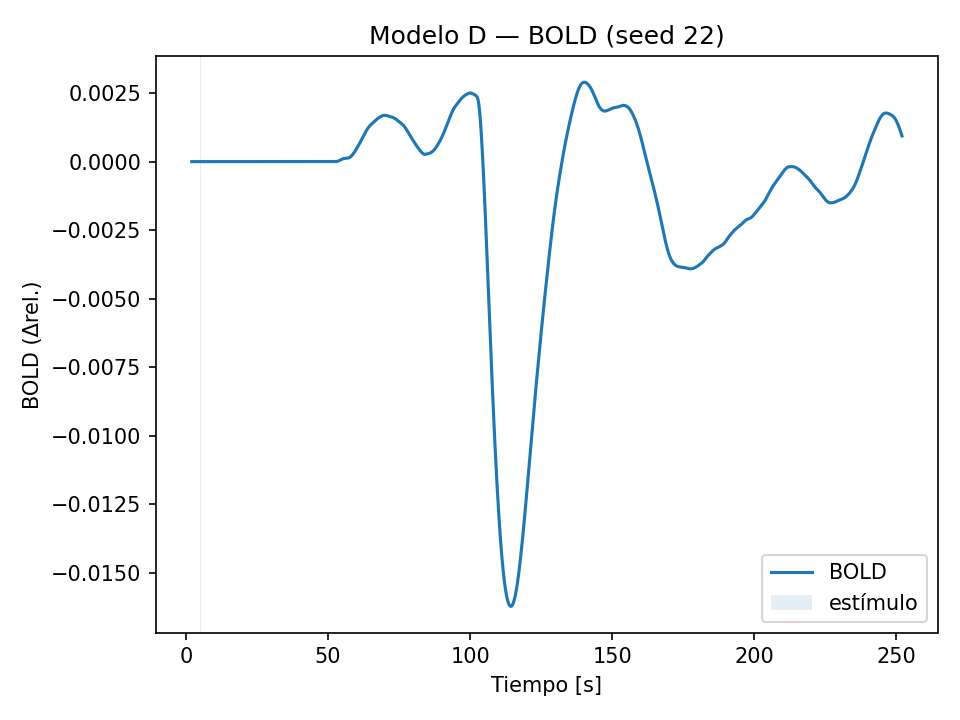 Modelo D — BOLD (seed 22)
BOLD (Δrel.)
0.0025
0.0000
−0.0025
−0.0050
−0.0075
−0.0100
−0.0125
−0.0150
BOLD
estímulo
0 50 100 150 200 250
Tiempo [s]